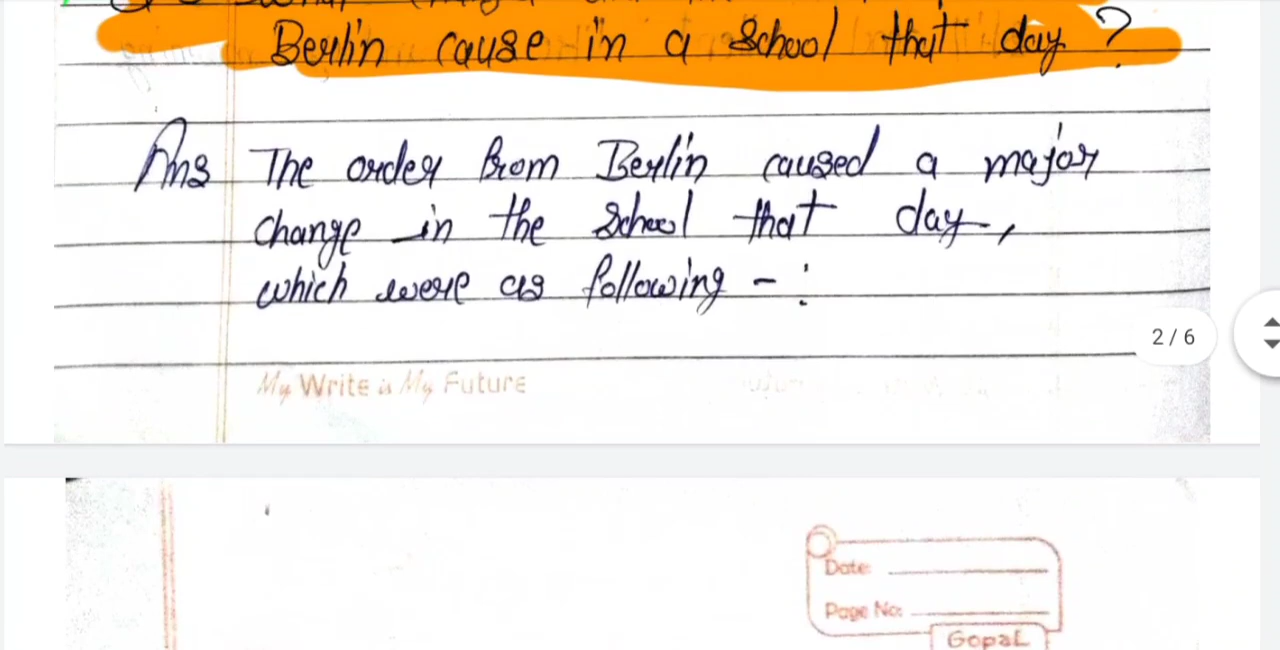 Berlin cause in a School that day ?
Ans The order from Berlin caused a major
change in the School that day,
which were as following - :
2 / 6
My Write is My Future
Date:
Page No:
Gopal